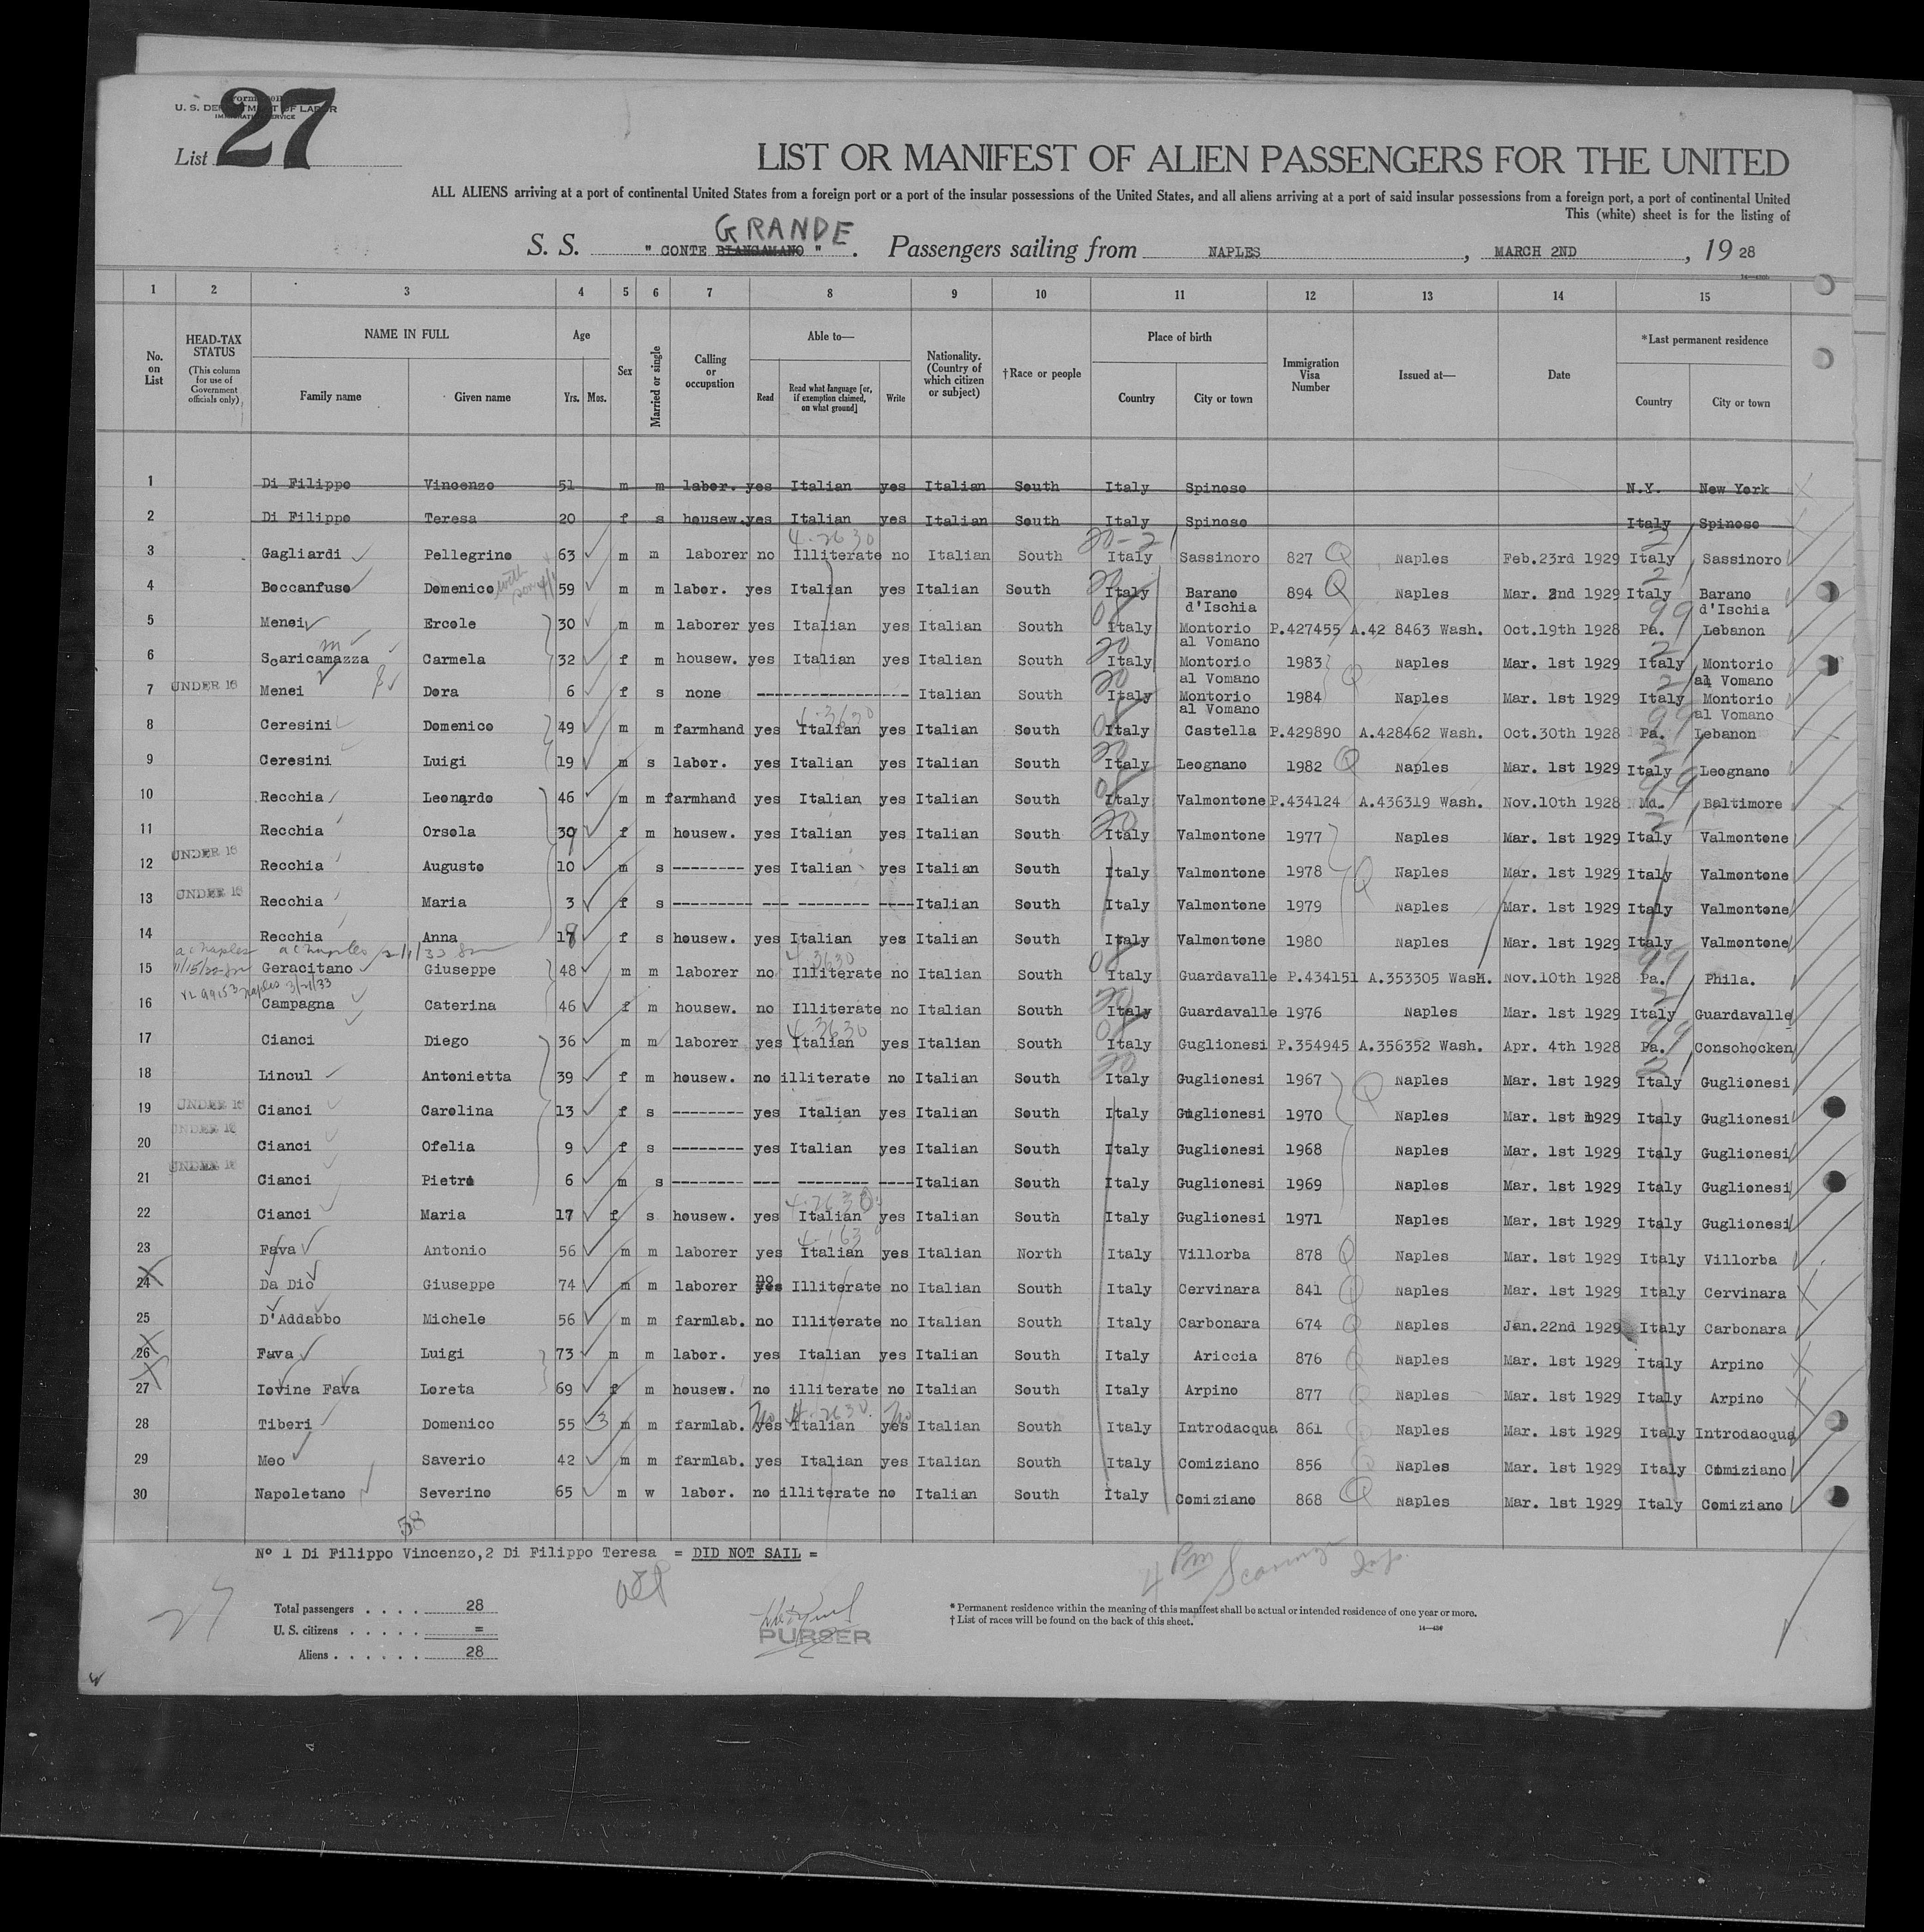 U. S. DEPARTMENT OF LABOR
IMMIGRATION SERVICE
List 27
LIST OR MANIFEST OF ALIEN PASSENGERS FOR THE UNITED
ALL ALIENS arriving at a port of continental United States from a foreign port or a port of the insular possessions of the United States, and all aliens arriving at a port of said insular possessions from a foreign port, a port of continental United
This (white) sheet is for the listing of
GRANDE
S. S. " CONTE BIANCAMANO ". Passengers sailing from NAPLES, MARCH 2ND, 19 28
1 2 3 4 5 6 7 8 9 10 11 12 13 14 15
No. on List
HEAD-TAX STATUS (This column for use of Government officials only)
NAME IN FULL Family name Given name
Age Yrs. Mos.
Sex
Married or single
Calling or occupation
Able to— Read Read what language [or, if exemption claimed, on what ground] Write
Nationality. (Country of which citizen or subject)
†Race or people
Place of birth Country City or town
Immigration Visa Number
Issued at—
Date
*Last permanent residence Country City or town
1 Di Filippo Vincenzo 51 m m labor. yes Italian yes Italian South Italy Spinoso N.Y. New York
2 Di Filippo Teresa 20 f s housew. yes Italian yes Italian South Italy Spinoso Italy Spinoso
4-2630 20-2 2
3 Gagliardi Pellegrino 63 m m laborer no Illiterate no Italian South Italy Sassinoro 827 Q Naples Feb.23rd 1929 Italy Sassinoro
4 Boccanfuso Domenico 59 m m labor. yes Italian yes Italian South Italy Barano d'Ischia 894 Q Naples Mar. 2nd 1929 Italy Barano d'Ischia
5 Menei Ercole 30 m m laborer yes Italian yes Italian South Italy Montorio al Vomano P.427455 A.42 8463 Wash. Oct.19th 1928 Pa. Lebanon
6 Scaricamazza Carmela 32 f m housew. yes Italian yes Italian South Italy Montorio al Vomano 1983 Naples Mar. 1st 1929 Italy Montorio al Vomano
7 UNDER 16 Menei Dora 6 f s none ---------------- Italian South Italy Montorio al Vomano 1984 Q Naples Mar. 1st 1929 Italy Montorio al Vomano
4-3630
8 Ceresini Domenico 49 m m farmhand yes Italian yes Italian South Italy Castella P.429890 A.428462 Wash. Oct.30th 1928 Pa. Lebanon
9 Ceresini Luigi 19 m s labor. yes Italian yes Italian South Italy Leognano 1982 Q Naples Mar. 1st 1929 Italy Leognano
10 Recchia Leonardo 46 m m farmhand yes Italian yes Italian South Italy Valmontone P.434124 A.436319 Wash. Nov.10th 1928 Md. Baltimore
11 Recchia Orsola 39 f m housew. yes Italian yes Italian South Italy Valmontone 1977 Naples Mar. 1st 1929 Italy Valmontone
12 UNDER 16 Recchia Augusto 10 m s -------- yes Italian yes Italian South Italy Valmontone 1978 Q Naples Mar. 1st 1929 Italy Valmontone
13 UNDER 16 Recchia Maria 3 f s --------- --- -------- ---- Italian South Italy Valmontone 1979 Naples Mar. 1st 1929 Italy Valmontone
14 Recchia Anna 17 f s housew. yes Italian yes Italian South Italy Valmontone 1980 Naples Mar. 1st 1929 Italy Valmontone
3630
15 Geracitano Giuseppe 48 m m laborer no Illiterate no Italian South Italy Guardavalle P.434151 A.353305 Wash. Nov.10th 1928 Pa. Phila.
Naples 3/21/33
16 Campagna Caterina 46 f m housew. no Illiterate no Italian South Italy Guardavalle 1976 Naples Mar. 1st 1929 Italy Guardavalle
4-3630
17 Cianci Diego 36 m m laborer yes Italian yes Italian South Italy Guglionesi P.354945 A.356352 Wash. Apr. 4th 1928 Pa. Consohocken
18 Lincul Antonietta 39 f m housew. no illiterate no Italian South Italy Guglionesi 1967 Q Naples Mar. 1st 1929 Italy Guglionesi
19 UNDER 16 Cianci Carolina 13 f s -------- yes Italian yes Italian South Italy Guglionesi 1970 Naples Mar. 1st 1929 Italy Guglionesi
20 UNDER 16 Cianci Ofelia 9 f s -------- yes Italian yes Italian South Italy Guglionesi 1968 Naples Mar. 1st 1929 Italy Guglionesi
21 UNDER 16 Cianci Pietro 6 m s -------- --- -------- ---- Italian South Italy Guglionesi 1969 Naples Mar. 1st 1929 Italy Guglionesi
4-2630
22 Cianci Maria 17 f s housew. yes Italian yes Italian South Italy Guglionesi 1971 Naples Mar. 1st 1929 Italy Guglionesi
4-1630
23 Fava Antonio 56 m m laborer yes Italian yes Italian North Italy Villorba 878 Q Naples Mar. 1st 1929 Italy Villorba
24 Da Dio Giuseppe 74 m m laborer no yes Illiterate no Italian South Italy Cervinara 841 Q Naples Mar. 1st 1929 Italy Cervinara
25 D'Addabbo Michele 56 m m farmlab. no Illiterate no Italian South Italy Carbonara 674 Q Naples Jan.22nd 1929 Italy Carbonara
26 Fava Luigi 73 m m labor. yes Italian yes Italian South Italy Ariccia 876 Q Naples Mar. 1st 1929 Italy Arpino
27 Iovine Fava Loreta 69 f m housew. no illiterate no Italian South Italy Arpino 877 Q Naples Mar. 1st 1929 Italy Arpino
No 4-2630. No
28 Tiberi Domenico 55 3 m m farmlab. yes Italian yes Italian South Italy Introdacqua 861 Naples Mar. 1st 1929 Italy Introdacqua
29 Meo Saverio 42 m m farmlab. yes Italian yes Italian South Italy Comiziano 856 Naples Mar. 1st 1929 Italy Comiziano
30 Napoletano Severino 65 m w labor. no illiterate no Italian South Italy Comiziano 868 Q Naples Mar. 1st 1929 Italy Comiziano
Nº 1 Di Filippo Vincenzo,2 Di Filippo Teresa = DID NOT SAIL =
27
Total passengers . . . . 28
U. S. citizens . . . . . =
Aliens . . . . . . 28
PURSER
* Permanent residence within the meaning of this manifest shall be actual or intended residence of one year or more.
† List of races will be found on the back of this sheet.